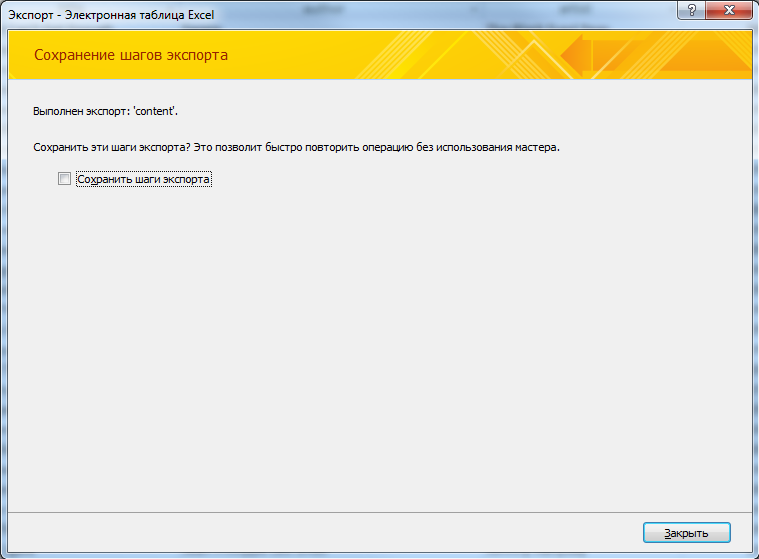 Экспорт - Электронная таблица Excel
Сохранение шагов экспорта
Выполнен экспорт: 'content'.
Сохранить эти шаги экспорта? Это позволит быстро повторить операцию без использования мастера.
Сохранить шаги экспорта
Закрыть